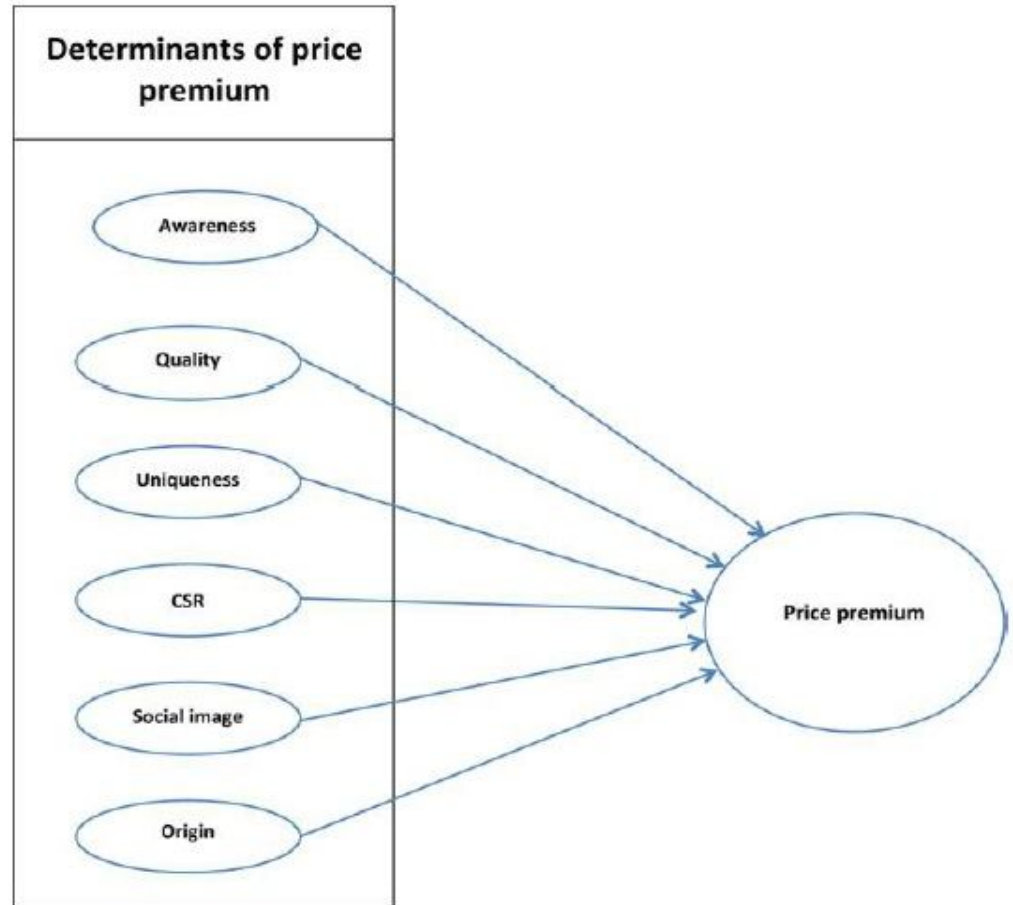 Determinants of price
premium
Awareness
Quality
Uniqueness
CSR
Social image
Origin
Price premium